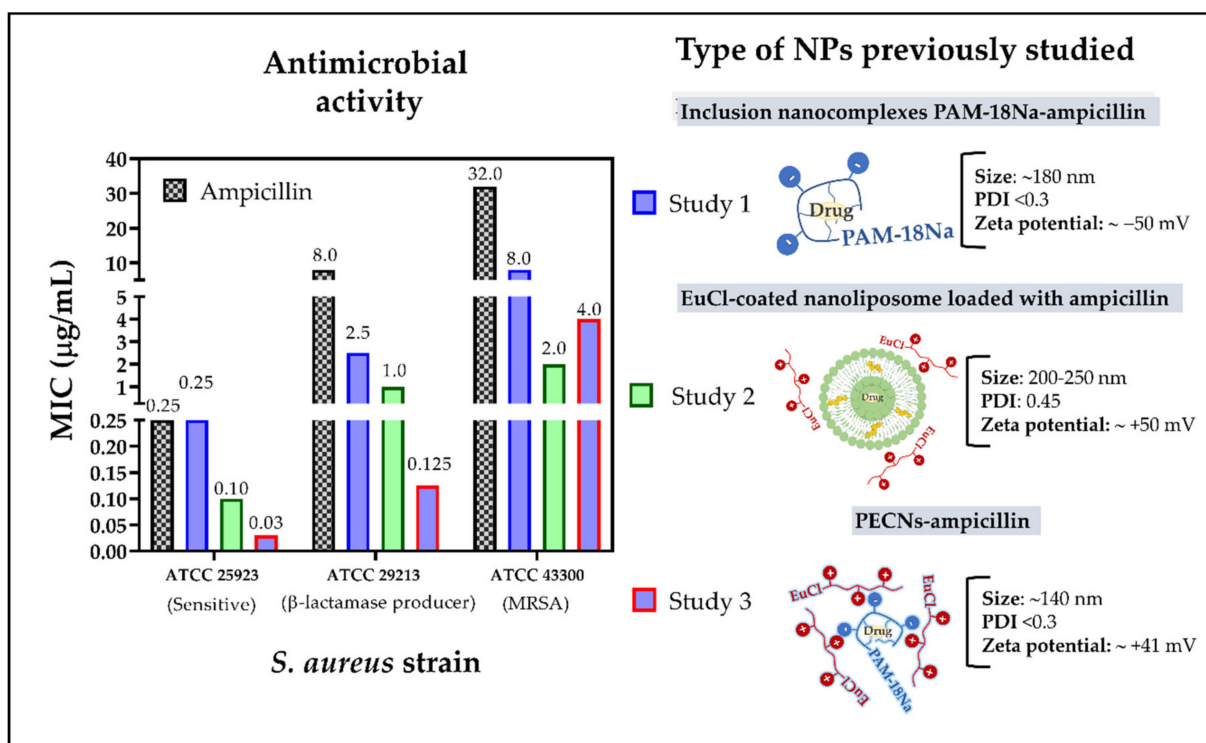 Antimicrobial
activity
MIC (µg/mL)
40
30
20
10
5
4
3
2
1
0.25
0.20
0.15
0.10
0.05
0.00
Ampicillin
0.25
0.25
0.10
0.03
8.0
2.5
1.0
0.125
32.0
8.0
2.0
4.0
ATCC 25923
(Sensitive)
ATCC 29213
(β-lactamase producer)
ATCC 43300
(MRSA)
S. aureus strain
Type of NPs previously studied
Inclusion nanocomplexes PAM-18Na-ampicillin
Study 1
Drug
PAM-18Na
Size: ~180 nm
PDI <0.3
Zeta potential: ~ −50 mV
EuCl-coated nanoliposome loaded with ampicillin
Study 2
EuCl
EuCl
EuCl
Drug
Size: 200-250 nm
PDI: 0.45
Zeta potential: ~ +50 mV
PECNs-ampicillin
Study 3
EuCl
EuCl
EuCl
Drug
PAM-18Na
Size: ~140 nm
PDI <0.3
Zeta potential: ~ +41 mV